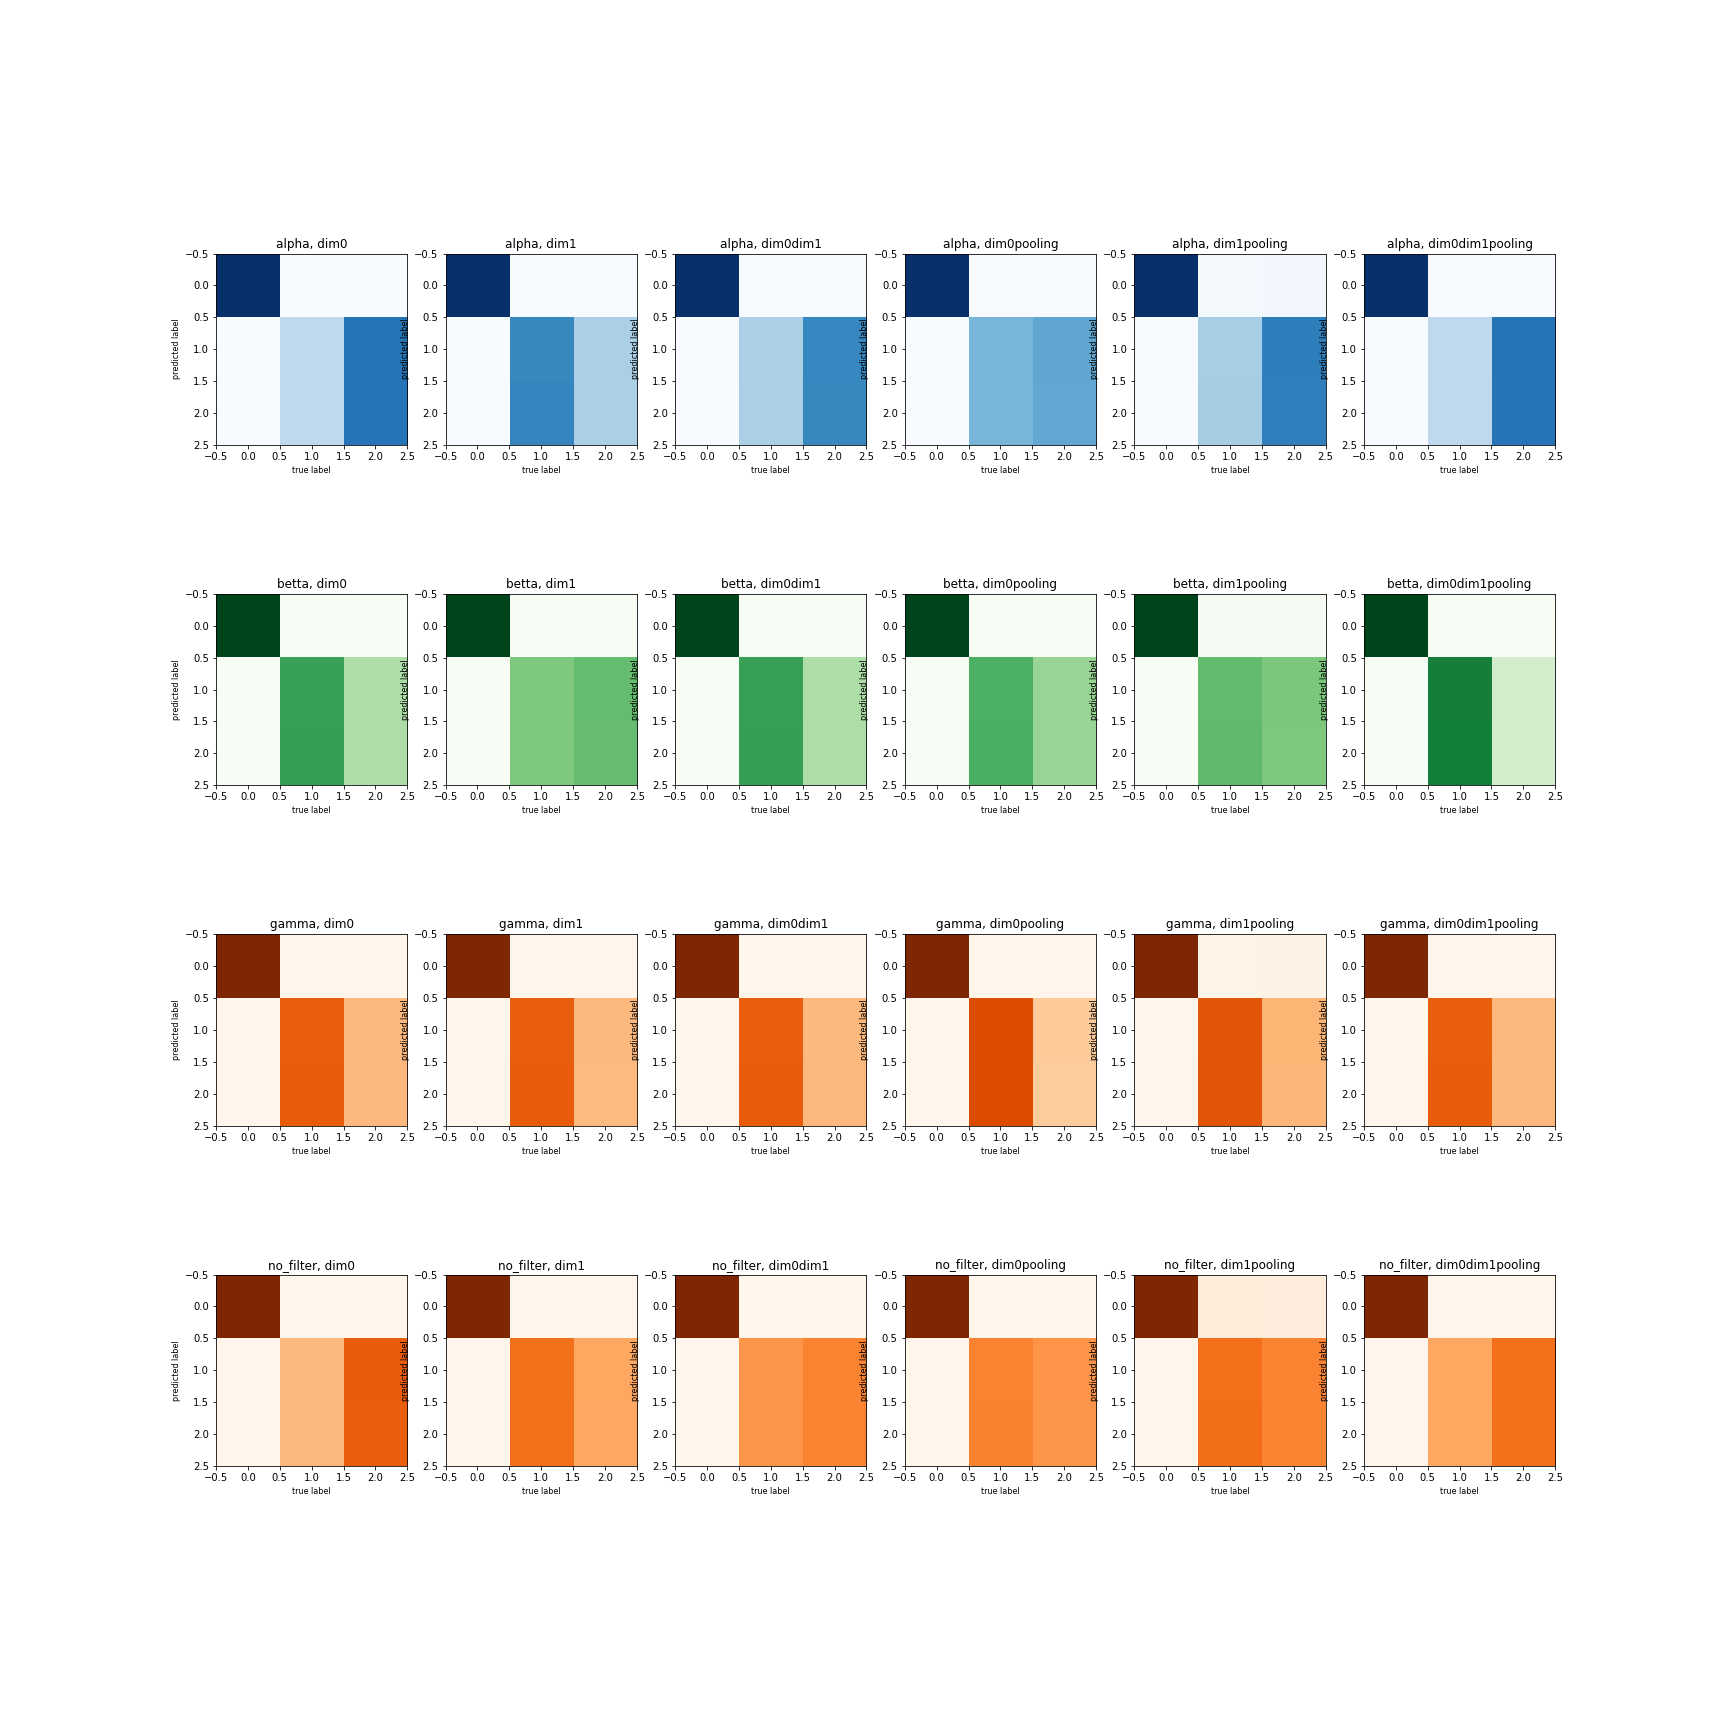 alpha, dim0 alpha, dim1 alpha, dim0dim1 alpha, dim0pooling alpha, dim1pooling alpha, dim0dim1pooling
−0.5 −0.5 −0.5 −0.5 −0.5 −0.5
0.0 0.0 0.0 0.0 0.0 0.0
0.5 0.5 0.5 0.5 0.5 0.5
predicted label predicted label predicted label predicted label predicted label predicted label
1.0 1.0 1.0 1.0 1.0 1.0
1.5 1.5 1.5 1.5 1.5 1.5
2.0 2.0 2.0 2.0 2.0 2.0
2.5 2.5 2.5 2.5 2.5 2.5
−0.5 0.0 0.5 1.0 1.5 2.0 2.5 −0.5 0.0 0.5 1.0 1.5 2.0 2.5 −0.5 0.0 0.5 1.0 1.5 2.0 2.5 −0.5 0.0 0.5 1.0 1.5 2.0 2.5 −0.5 0.0 0.5 1.0 1.5 2.0 2.5 −0.5 0.0 0.5 1.0 1.5 2.0 2.5
true label true label true label true label true label true label
betta, dim0 betta, dim1 betta, dim0dim1 betta, dim0pooling betta, dim1pooling betta, dim0dim1pooling
−0.5 −0.5 −0.5 −0.5 −0.5 −0.5
0.0 0.0 0.0 0.0 0.0 0.0
0.5 0.5 0.5 0.5 0.5 0.5
predicted label predicted label predicted label predicted label predicted label predicted label
1.0 1.0 1.0 1.0 1.0 1.0
1.5 1.5 1.5 1.5 1.5 1.5
2.0 2.0 2.0 2.0 2.0 2.0
2.5 2.5 2.5 2.5 2.5 2.5
−0.5 0.0 0.5 1.0 1.5 2.0 2.5 −0.5 0.0 0.5 1.0 1.5 2.0 2.5 −0.5 0.0 0.5 1.0 1.5 2.0 2.5 −0.5 0.0 0.5 1.0 1.5 2.0 2.5 −0.5 0.0 0.5 1.0 1.5 2.0 2.5 −0.5 0.0 0.5 1.0 1.5 2.0 2.5
true label true label true label true label true label true label
gamma, dim0 gamma, dim1 gamma, dim0dim1 gamma, dim0pooling gamma, dim1pooling gamma, dim0dim1pooling
−0.5 −0.5 −0.5 −0.5 −0.5 −0.5
0.0 0.0 0.0 0.0 0.0 0.0
0.5 0.5 0.5 0.5 0.5 0.5
predicted label predicted label predicted label predicted label predicted label predicted label
1.0 1.0 1.0 1.0 1.0 1.0
1.5 1.5 1.5 1.5 1.5 1.5
2.0 2.0 2.0 2.0 2.0 2.0
2.5 2.5 2.5 2.5 2.5 2.5
−0.5 0.0 0.5 1.0 1.5 2.0 2.5 −0.5 0.0 0.5 1.0 1.5 2.0 2.5 −0.5 0.0 0.5 1.0 1.5 2.0 2.5 −0.5 0.0 0.5 1.0 1.5 2.0 2.5 −0.5 0.0 0.5 1.0 1.5 2.0 2.5 −0.5 0.0 0.5 1.0 1.5 2.0 2.5
true label true label true label true label true label true label
no_filter, dim0 no_filter, dim1 no_filter, dim0dim1 no_filter, dim0pooling no_filter, dim1pooling no_filter, dim0dim1pooling
−0.5 −0.5 −0.5 −0.5 −0.5 −0.5
0.0 0.0 0.0 0.0 0.0 0.0
0.5 0.5 0.5 0.5 0.5 0.5
predicted label predicted label predicted label predicted label predicted label predicted label
1.0 1.0 1.0 1.0 1.0 1.0
1.5 1.5 1.5 1.5 1.5 1.5
2.0 2.0 2.0 2.0 2.0 2.0
2.5 2.5 2.5 2.5 2.5 2.5
−0.5 0.0 0.5 1.0 1.5 2.0 2.5 −0.5 0.0 0.5 1.0 1.5 2.0 2.5 −0.5 0.0 0.5 1.0 1.5 2.0 2.5 −0.5 0.0 0.5 1.0 1.5 2.0 2.5 −0.5 0.0 0.5 1.0 1.5 2.0 2.5 −0.5 0.0 0.5 1.0 1.5 2.0 2.5
true label true label true label true label true label true label